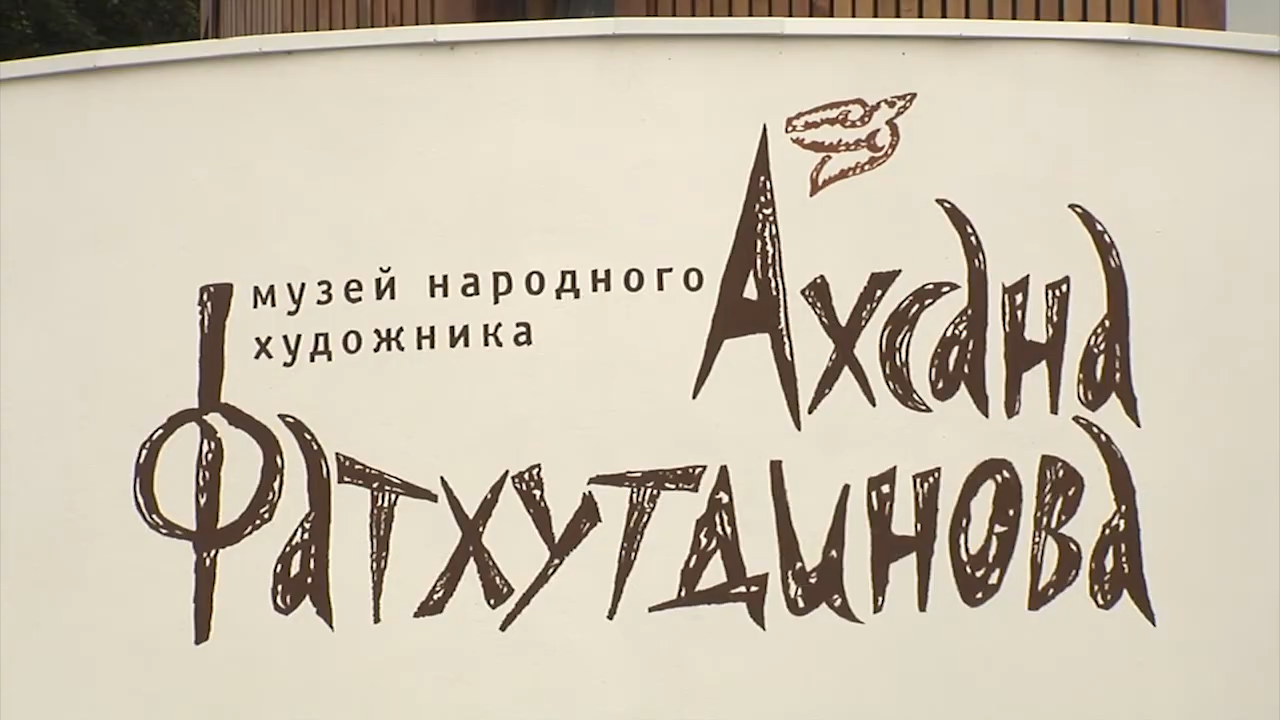 музей народного
художника
Ахсана
Фатхутдинова